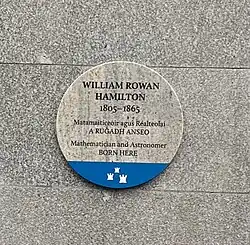 WILLIAM ROWAN
HAMILTON
1805–1865
Matamaiticeoir agus Réalteolaí
A RUGADH ANSEO
Mathematician and Astronomer
BORN HERE